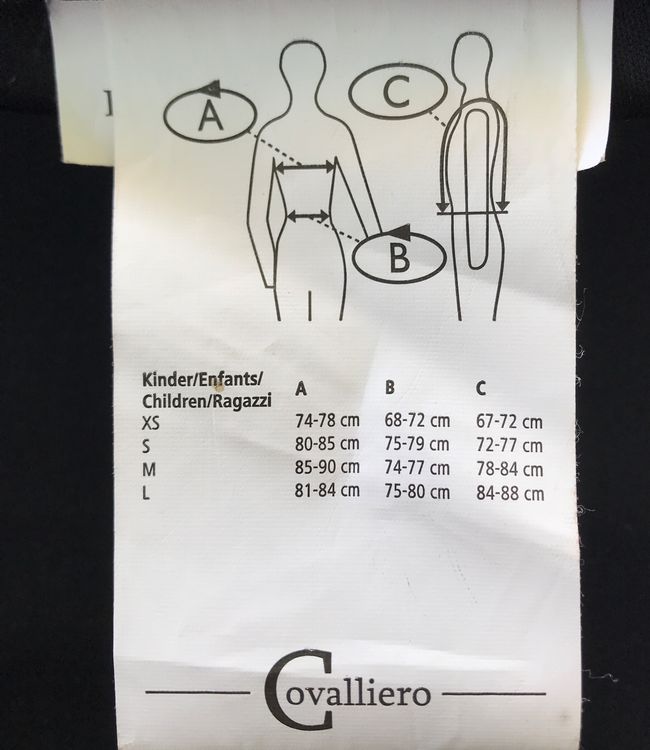 A
C
B
Kinder/Enfants/
Children/Ragazzi A B C
XS 74-78 cm 68-72 cm 67-72 cm
S 80-85 cm 75-79 cm 72-77 cm
M 85-90 cm 74-77 cm 78-84 cm
L 81-84 cm 75-80 cm 84-88 cm
Covalliero